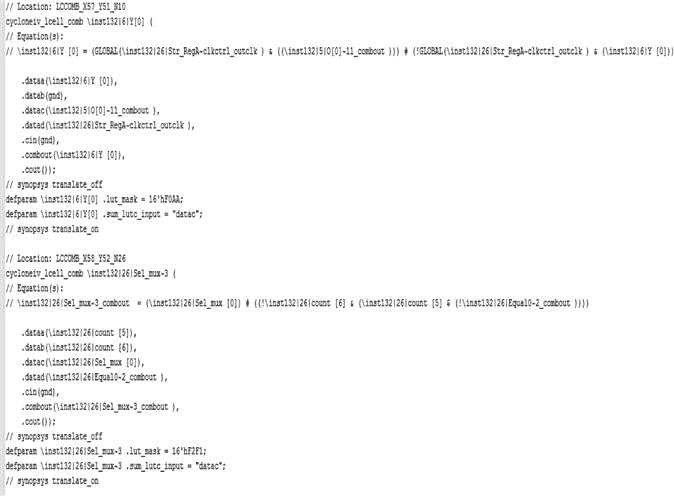 // Location: LCCOMB_X57_Y51_N10
cycloneiv_lcell_comb \inst132|6|Y[0] (
// Equation(s):
// \inst132|6|Y [0] = (GLOBAL(\inst132|26|Str_RegA~clkctrl_outclk ) & ((\inst132|5|O[0]~11_combout ))) # (!GLOBAL(\inst132|26|Str_RegA~clkctrl_outclk ) & (\inst132|6|Y [0]))
.dataa(\inst132|6|Y [0]),
.datab(gnd),
.datac(\inst132|5|O[0]~11_combout ),
.datad(\inst132|26|Str_RegA~clkctrl_outclk ),
.cin(gnd),
.combout(\inst132|6|Y [0]),
.cout());
// synopsys translate_off
defparam \inst132|6|Y[0] .lut_mask = 16'hF0AA;
defparam \inst132|6|Y[0] .sum_lutc_input = "datac";
// synopsys translate_on
// Location: LCCOMB_X58_Y52_N26
cycloneiv_lcell_comb \inst132|26|Sel_mux~3 (
// Equation(s):
// \inst132|26|Sel_mux~3_combout = (\inst132|26|Sel_mux [0]) # ((!\inst132|26|count [6] & (\inst132|26|count [5] $ (!\inst132|26|Equal0~2_combout ))))
.dataa(\inst132|26|count [5]),
.datab(\inst132|26|count [6]),
.datac(\inst132|26|Sel_mux [0]),
.datad(\inst132|26|Equal0~2_combout ),
.cin(gnd),
.combout(\inst132|26|Sel_mux~3_combout ),
.cout());
// synopsys translate_off
defparam \inst132|26|Sel_mux~3 .lut_mask = 16'hF2F1;
defparam \inst132|26|Sel_mux~3 .sum_lutc_input = "datac";
// synopsys translate_on